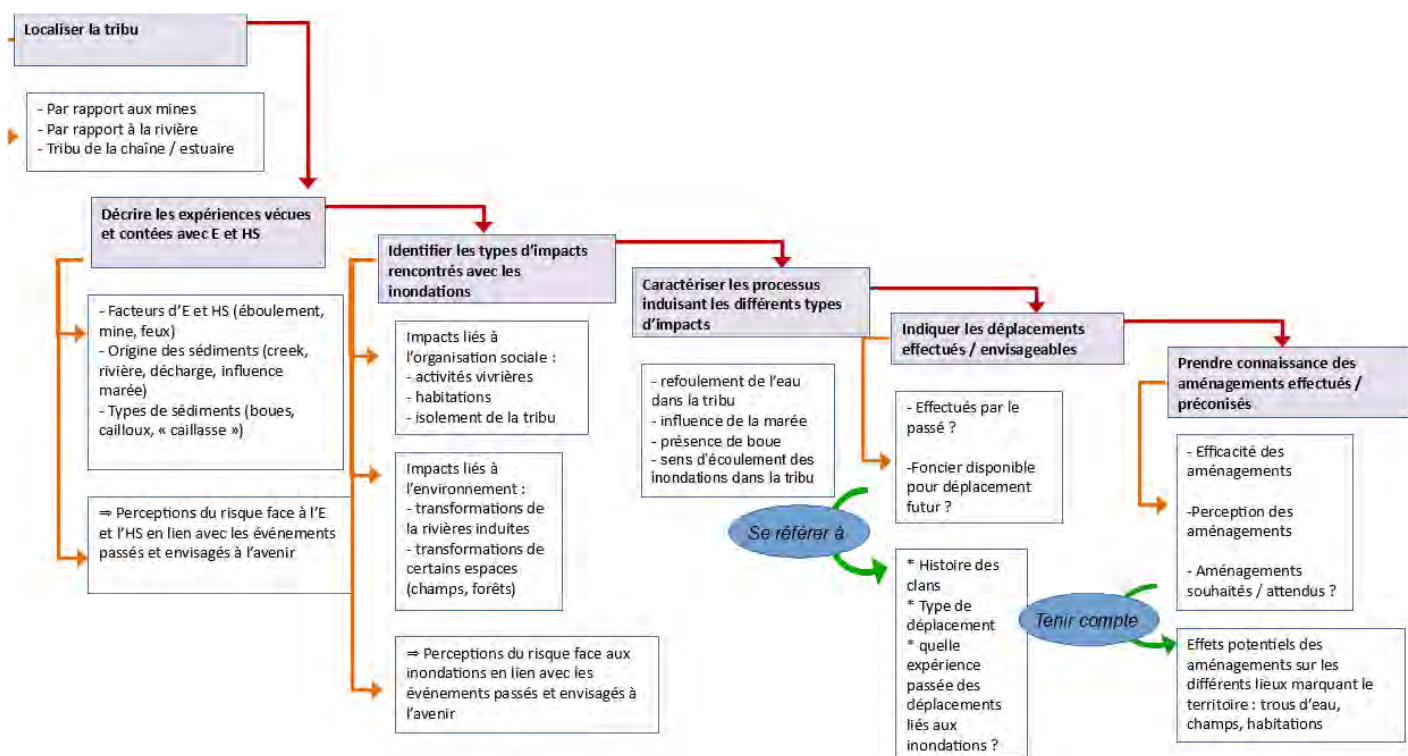 Localiser la tribu
- Par rapport aux mines
- Par rapport à la rivière
- Tribu de la chaîne / estuaire
Décrire les expériences vécues
et contées avec E et HS
- Facteurs d'E et HS (éboulement,
mine, feux)
- Origine des sédiments (creek,
rivière, décharge, influence
marée)
- Types de sédiments (boues,
cailloux, « caillasse »)
⇒ Perceptions du risque face à l'E
et l'HS en lien avec les événements
passés et envisagés à l'avenir
Identifier les types d'impacts
rencontrés avec les
inondations
Impacts liés à
l'organisation sociale :
- activités vivrières
- habitations
- isolement de la tribu
Impacts liés à
l'environnement :
- transformations de
la rivières induites
- transformations de
certains espaces
(champs, forêts)
⇒ Perceptions du risque face aux
inondations en lien avec les
événements passés et envisagés à
l'avenir
Caractériser les processus
induisant les différents types
d'impacts
- refoulement de l'eau
dans la tribu
- influence de la marée
- présence de boue
- sens d'écoulement des
inondations dans la tribu
Indiquer les déplacements
effectués / envisageables
- Effectués par le
passé ?
-Foncier disponible
pour déplacement
futur ?
Se référer à
* Histoire des
clans
* Type de
déplacement
* quelle
expérience
passée des
déplacements
liés aux
inondations ?
Prendre connaissance des
aménagements effectués /
préconisés
- Efficacité des
aménagements
-Perception des
aménagements
- Aménagements
souhaités / attendus ?
Tenir compte
Effets potentiels des
aménagements sur les
différents lieux marquant le
territoire : trous d'eau,
champs, habitations